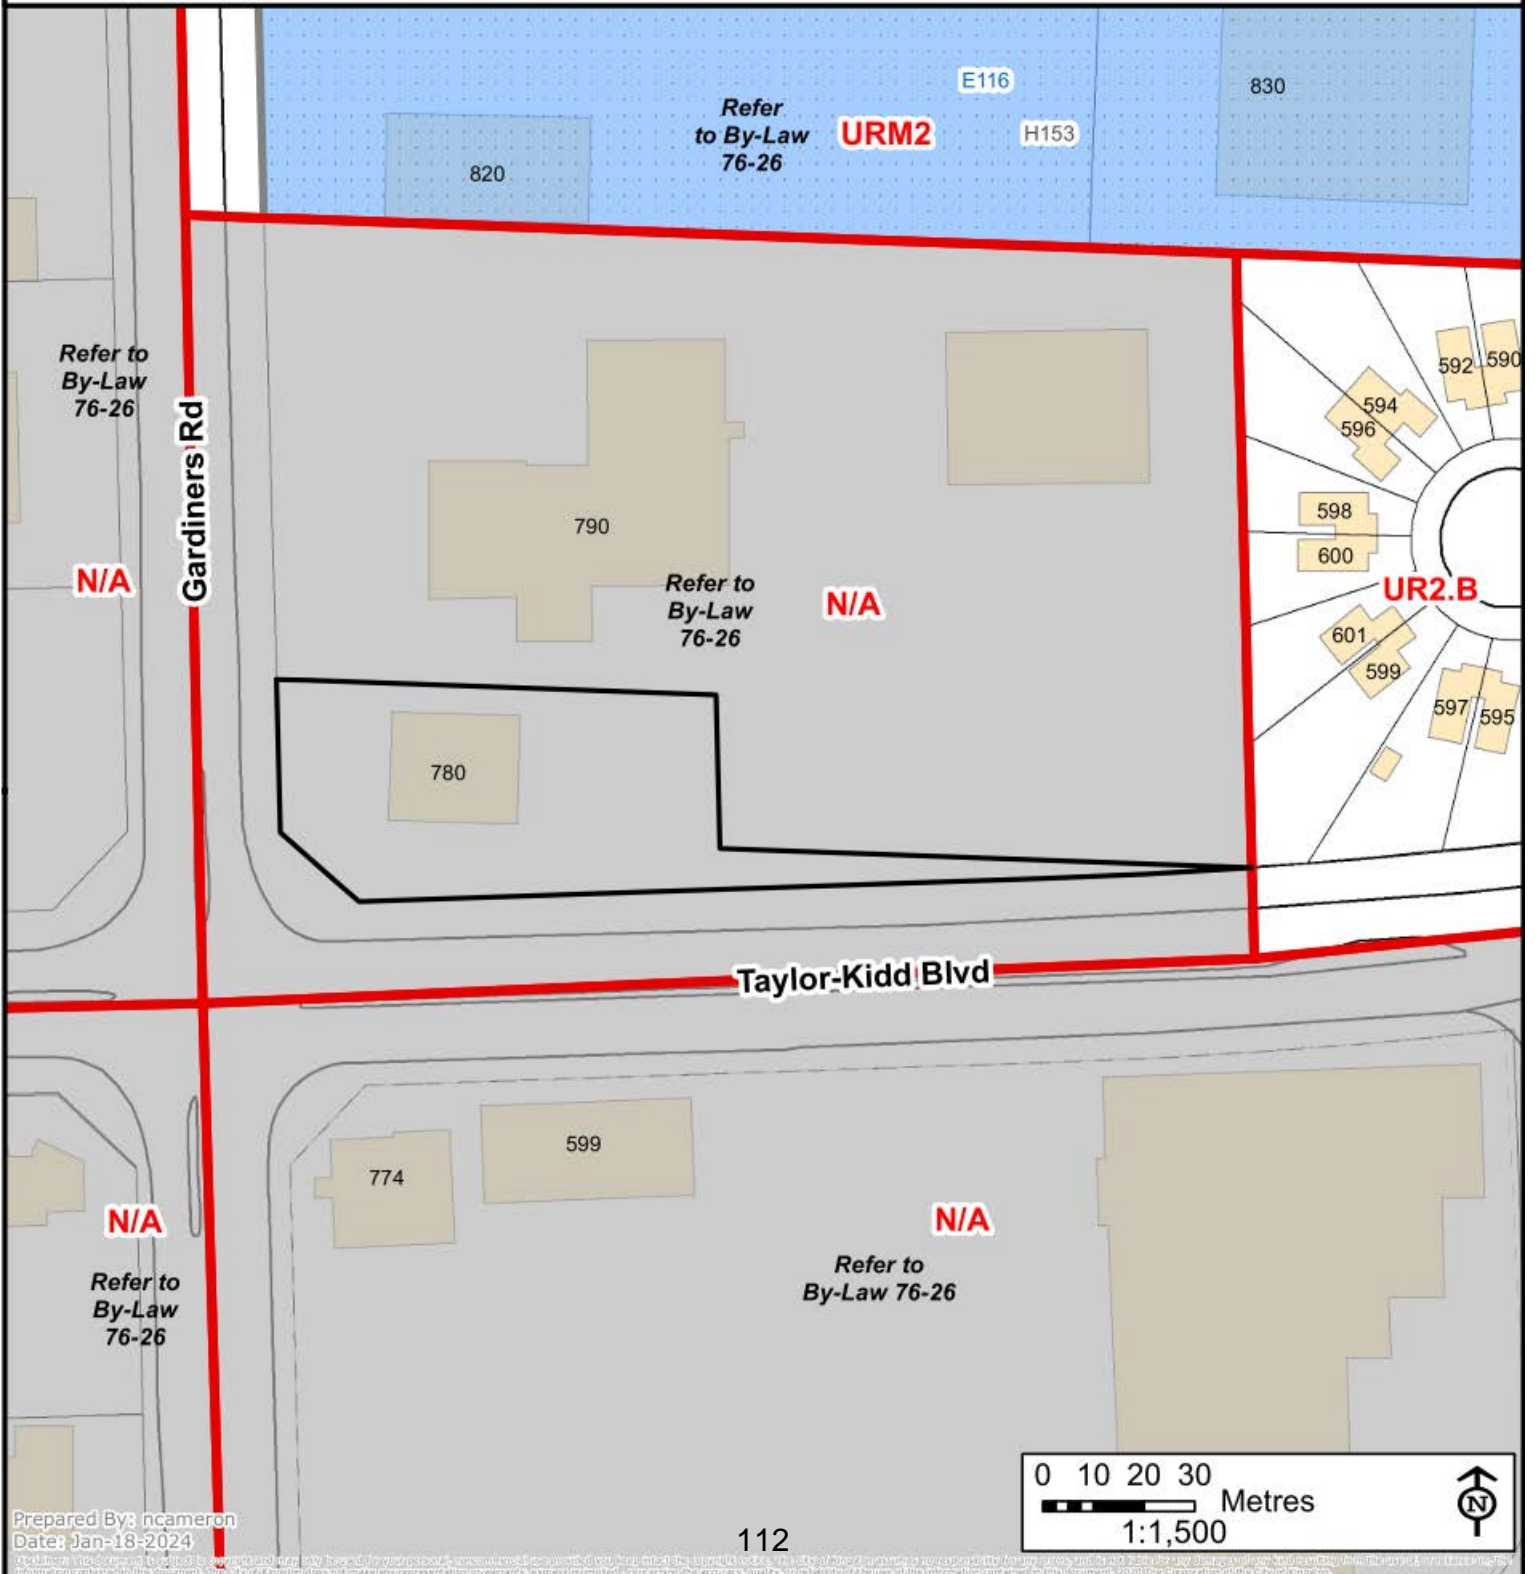 E116
830
Refer
to By-Law
76-26
URM2
H153
820
Refer to
By-Law
76-26
Gardiners Rd
592
590
594
596
598
600
790
N/A
Refer to
By-Law
76-26
N/A
UR2.B
601
599
597
595
780
Taylor-Kidd Blvd
599
774
N/A
Refer to
By-Law
76-26
N/A
Refer to
By-Law 76-26
0 10 20 30
Metres
1:1,500
N
Prepared By: ncameron
Date: Jan-18-2024
112